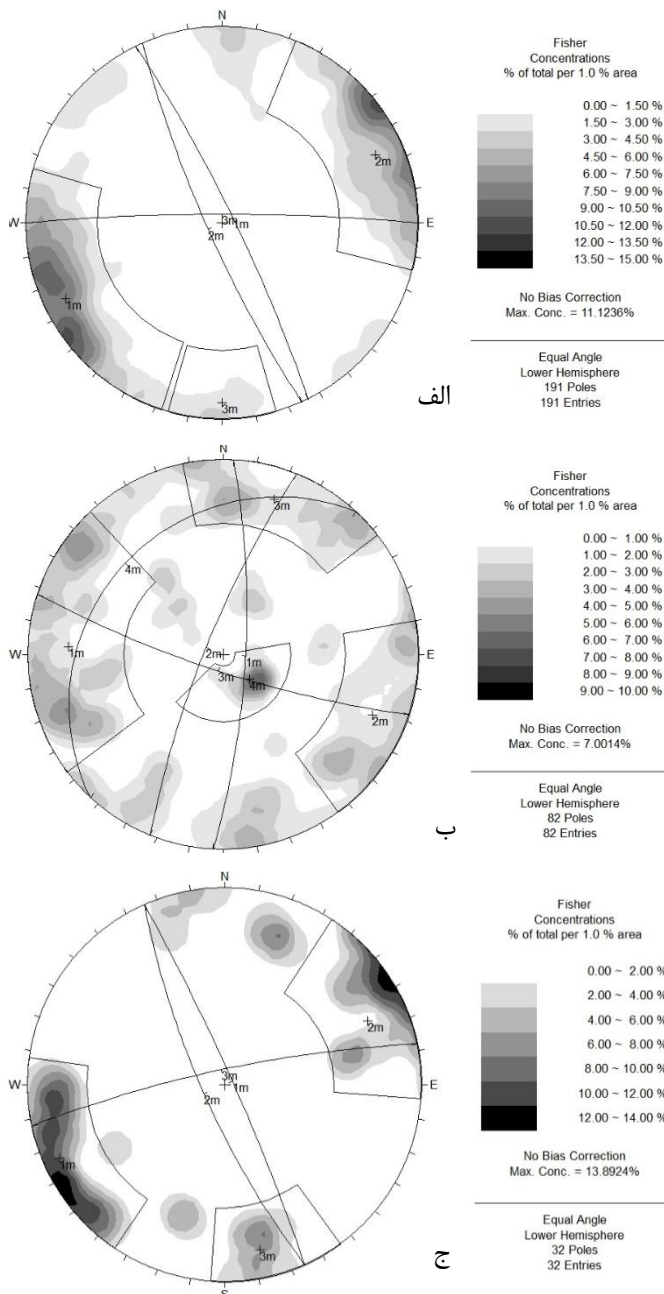 N
W
E
2m
3m
1m
2m
1m
3m
الف
Fisher
Concentrations
% of total per 1.0 % area
0.00 ~ 1.50 %
1.50 ~ 3.00 %
3.00 ~ 4.50 %
4.50 ~ 6.00 %
6.00 ~ 7.50 %
7.50 ~ 9.00 %
9.00 ~ 10.50 %
10.50 ~ 12.00 %
12.00 ~ 13.50 %
13.50 ~ 15.00 %
No Bias Correction
Max. Conc. = 11.1236%
Equal Angle
Lower Hemisphere
191 Poles
191 Entries
N
W
E
3m
4m
1m
2m
1m
3m
4m
2m
ب
Fisher
Concentrations
% of total per 1.0 % area
0.00 ~ 1.00 %
1.00 ~ 2.00 %
2.00 ~ 3.00 %
3.00 ~ 4.00 %
4.00 ~ 5.00 %
5.00 ~ 6.00 %
6.00 ~ 7.00 %
7.00 ~ 8.00 %
8.00 ~ 9.00 %
9.00 ~ 10.00 %
No Bias Correction
Max. Conc. = 7.0014%
Equal Angle
Lower Hemisphere
82 Poles
82 Entries
N
W
E
S
2m
3m
1m
2m
1m
3m
ج
Fisher
Concentrations
% of total per 1.0 % area
0.00 ~ 2.00 %
2.00 ~ 4.00 %
4.00 ~ 6.00 %
6.00 ~ 8.00 %
8.00 ~ 10.00 %
10.00 ~ 12.00 %
12.00 ~ 14.00 %
No Bias Correction
Max. Conc. = 13.8924%
Equal Angle
Lower Hemisphere
32 Poles
32 Entries